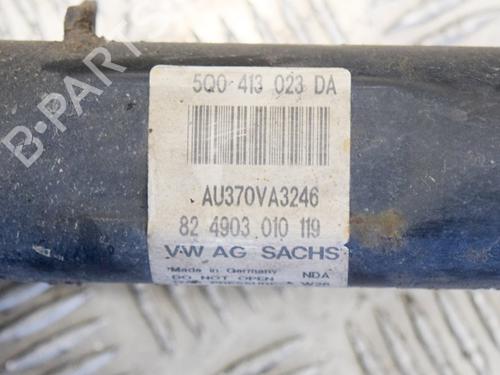 5Q0 413 023 DA
AU370VA3246
82 4903 010 119
V·W AG SACHS
Made in Germany NDA
DO NOT OPEN
PRESSURE
B-PARTS